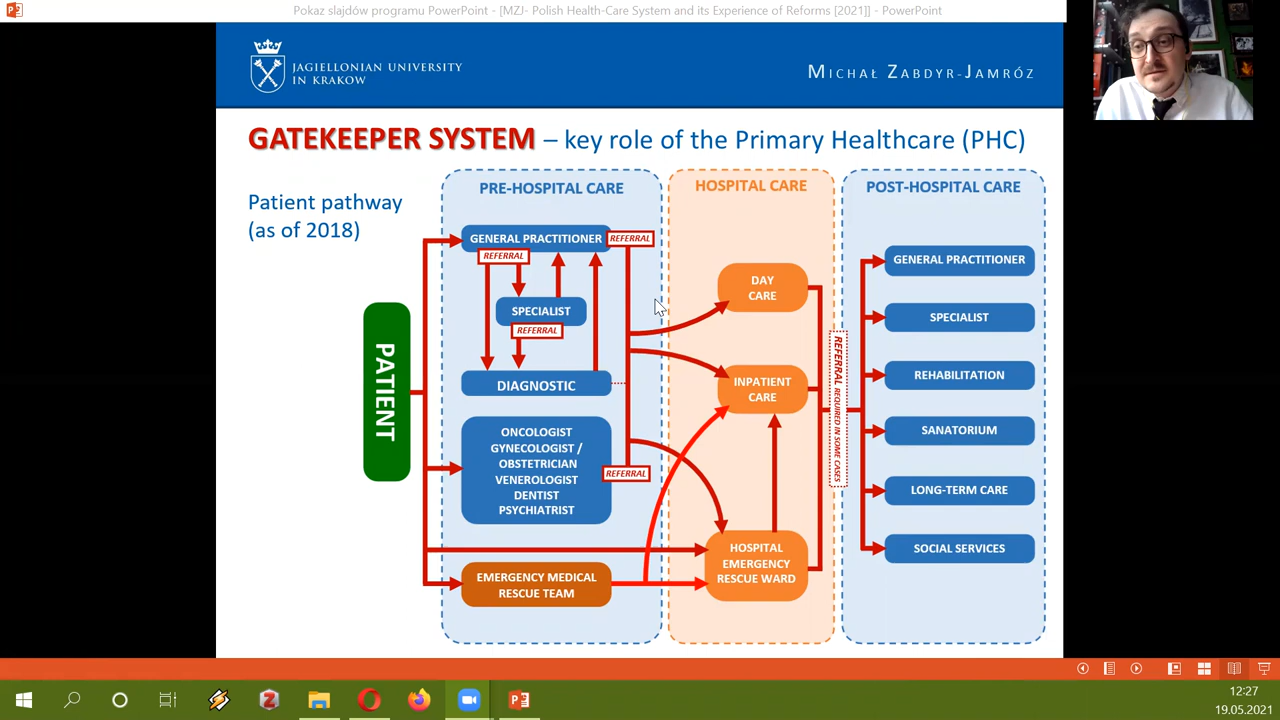 Pokaz slajdów programu PowerPoint - [MZJ- Polish Health-Care System and its Experience of Reforms [2021]] - PowerPoint
JAGIELLONIAN UNIVERSITY
IN KRAKOW
MICHAŁ ZABDYR-JAMRÓZ
GATEKEEPER SYSTEM – key role of the Primary Healthcare (PHC)
Patient pathway
(as of 2018)
PATIENT
PRE-HOSPITAL CARE
GENERAL PRACTITIONER
REFERRAL
REFERRAL
SPECIALIST
REFERRAL
DIAGNOSTIC
ONCOLOGIST
GYNECOLOGIST /
OBSTETRICIAN
VENEROLOGIST
DENTIST
PSYCHIATRIST
REFERRAL
EMERGENCY MEDICAL
RESCUE TEAM
HOSPITAL CARE
DAY
CARE
INPATIENT
CARE
HOSPITAL
EMERGENCY
RESCUE WARD
REFERRAL REQUIRED IN SOME CASES
POST-HOSPITAL CARE
GENERAL PRACTITIONER
SPECIALIST
REHABILITATION
SANATORIUM
LONG-TERM CARE
SOCIAL SERVICES
12:27
19.05.2021